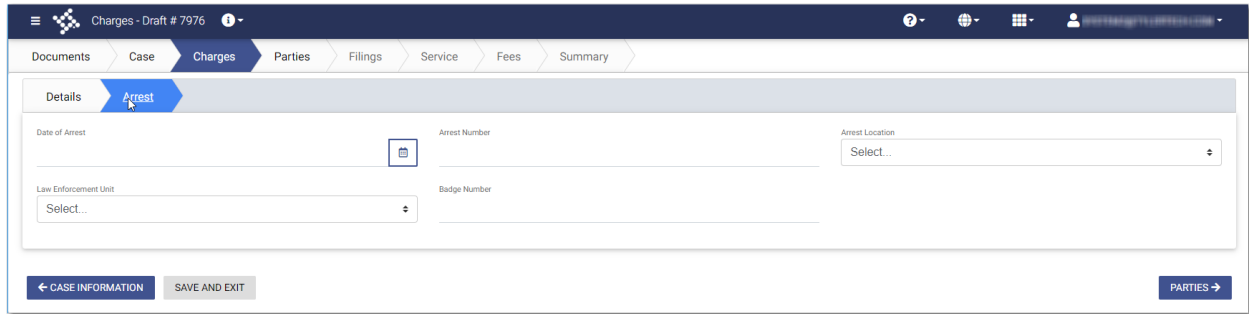 Charges - Draft # 7976
Documents Case Charges Parties Filings Service Fees Summary
Details Arrest
Date of Arrest Arrest Number Arrest Location
Select...
Law Enforcement Unit Badge Number
Select...
CASE INFORMATION SAVE AND EXIT PARTIES